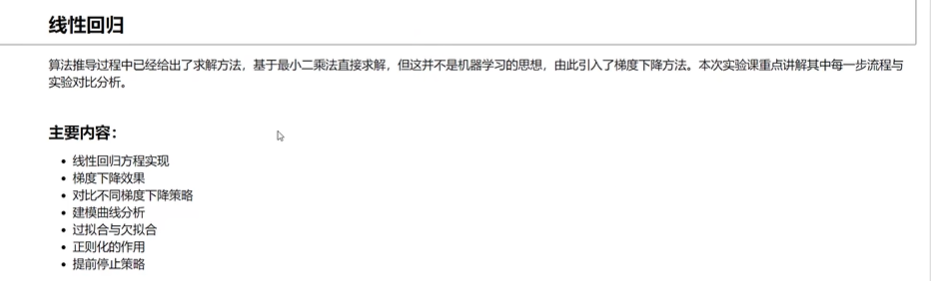 线性回归
算法推导过程中已经给出了求解方法，基于最小二乘法直接求解，但这并不是机器学习的思想，由此引入了梯度下降方法。本次实验课重点讲解其中每一步流程与
实验对比分析。
主要内容：
• 线性回归方程实现
• 梯度下降效果
• 对比不同梯度下降策略
• 建模曲线分析
• 过拟合与欠拟合
• 正则化的作用
• 提前停止策略